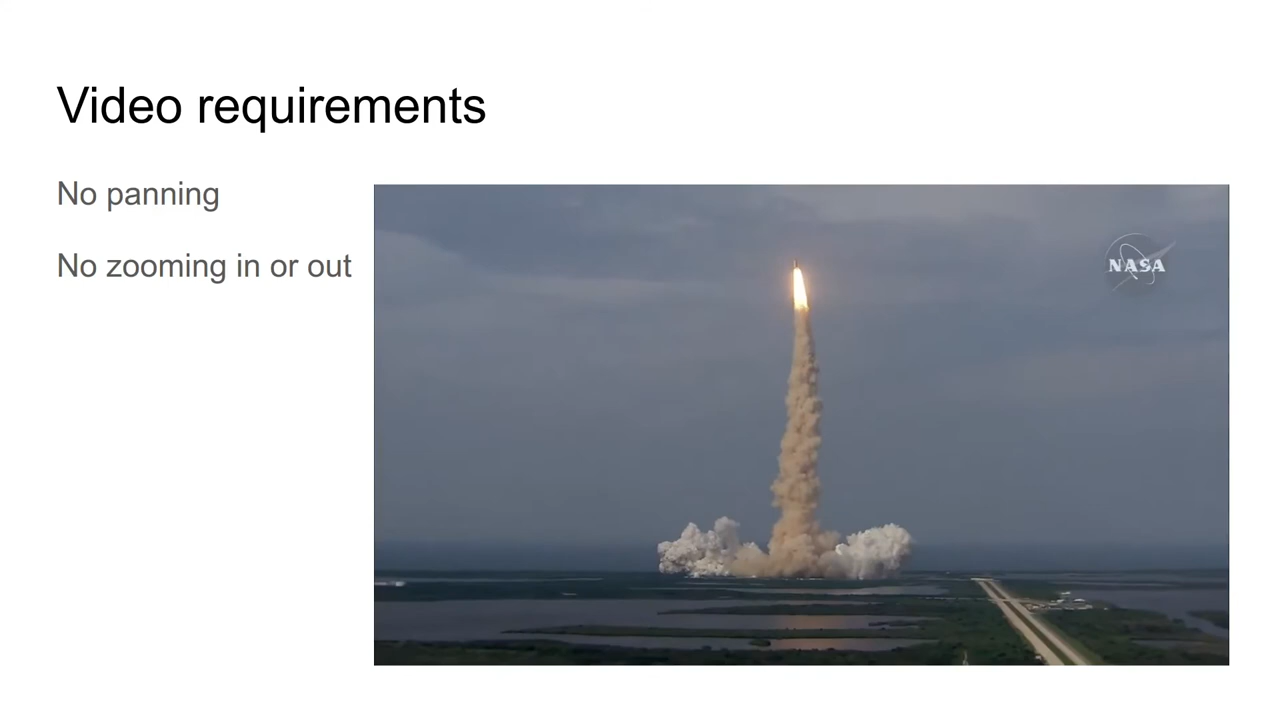 Video requirements
No panning
No zooming in or out
NASA